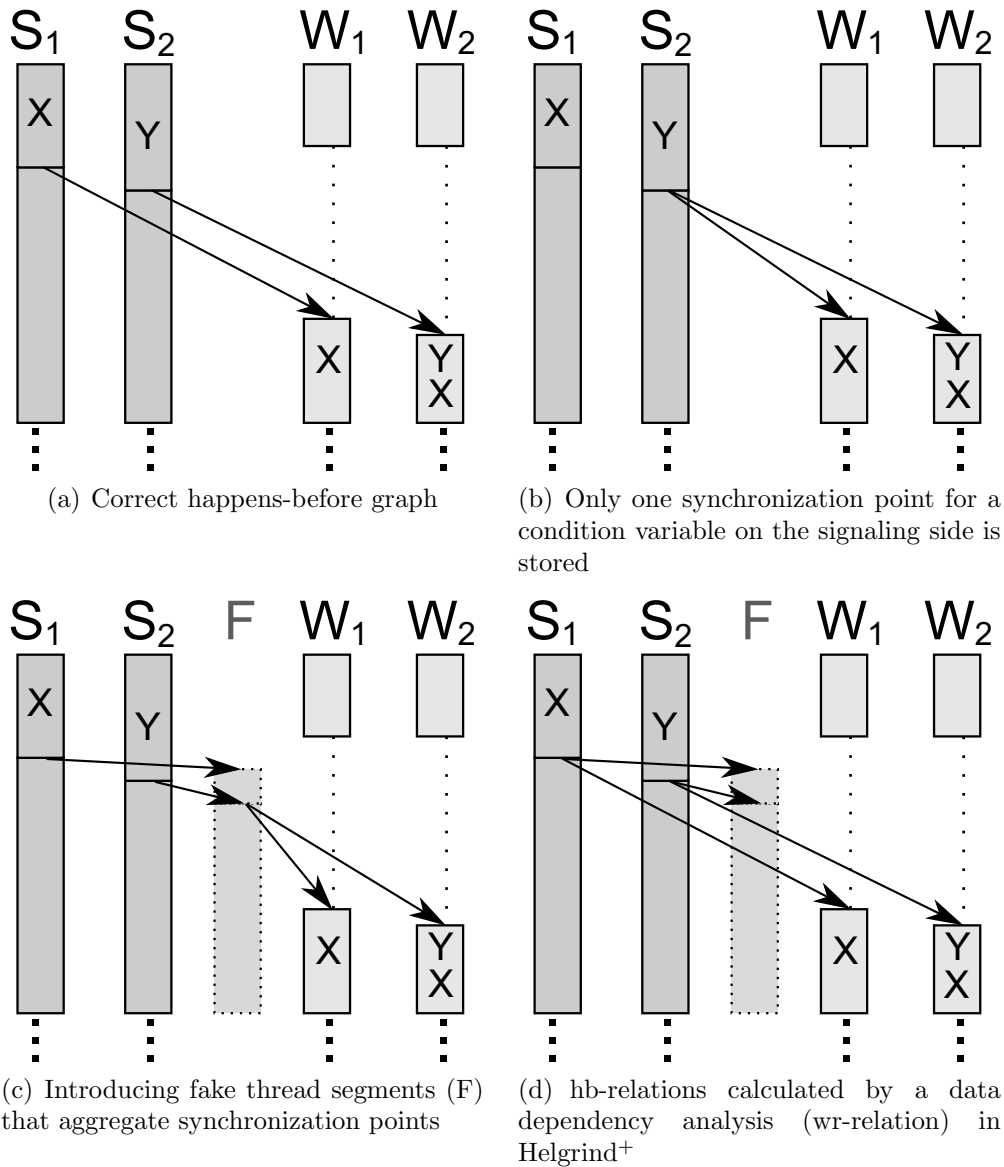 S1 S2 W1 W2
X
Y
X
Y
X
(a) Correct happens-before graph
S1 S2 W1 W2
X
Y
X
Y
X
(b) Only one synchronization point for a
condition variable on the signaling side is
stored
S1 S2 F W1 W2
X
Y
X
Y
X
(c) Introducing fake thread segments (F)
that aggregate synchronization points
S1 S2 F W1 W2
X
Y
X
Y
X
(d) hb-relations calculated by a data
dependency analysis (wr-relation) in
Helgrind+